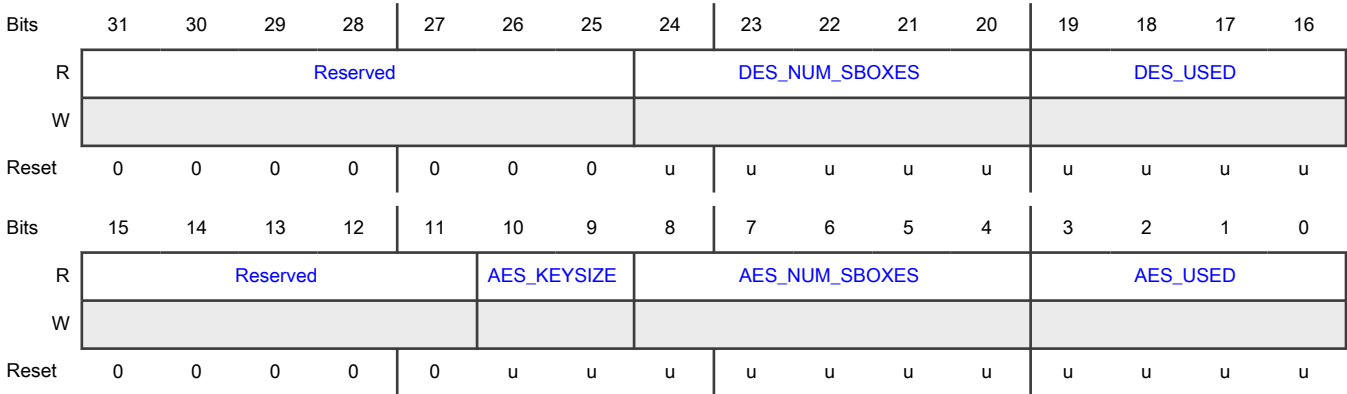 Bits 31 30 29 28 27 26 25 24 23 22 21 20 19 18 17 16
R Reserved DES_NUM_SBOXES DES_USED
W
Reset 0 0 0 0 0 0 0 u u u u u u u u u
Bits 15 14 13 12 11 10 9 8 7 6 5 4 3 2 1 0
R Reserved AES_KEYSIZE AES_NUM_SBOXES AES_USED
W
Reset 0 0 0 0 0 u u u u u u u u u u u